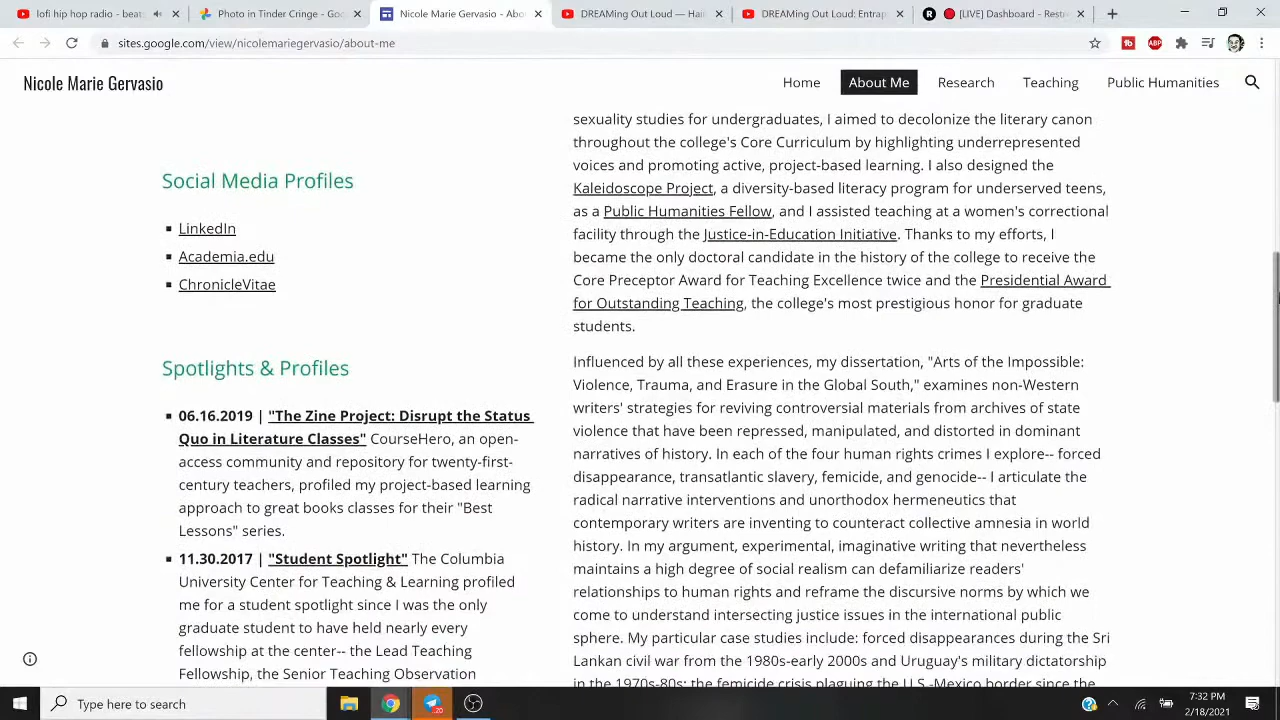 lofi hip hop radio beats
Photo in Tinder - Go
Nicole Marie Gervasio - Abo
DREAMing Out Loud — Hai
DREAMing Out Loud: Entrap
[LIVE] Dashboard - Rest
sites.google.com/view/nicolemariegervasio/about-me
Nicole Marie Gervasio
Home
About Me
Research
Teaching
Public Humanities
Social Media Profiles
LinkedIn
Academia.edu
ChronicleVitae
Spotlights & Profiles
06.16.2019 | "The Zine Project: Disrupt the Status
Quo in Literature Classes" CourseHero, an open-
access community and repository for twenty-first-
century teachers, profiled my project-based learning
approach to great books classes for their "Best
Lessons" series.
11.30.2017 | "Student Spotlight" The Columbia
University Center for Teaching & Learning profiled
me for a student spotlight since I was the only
graduate student to have held nearly every
fellowship at the center-- the Lead Teaching
Fellowship, the Senior Teaching Observation
sexuality studies for undergraduates, I aimed to decolonize the literary canon
throughout the college's Core Curriculum by highlighting underrepresented
voices and promoting active, project-based learning. I also designed the
Kaleidoscope Project, a diversity-based literacy program for underserved teens,
as a Public Humanities Fellow, and I assisted teaching at a women's correctional
facility through the Justice-in-Education Initiative. Thanks to my efforts, I
became the only doctoral candidate in the history of the college to receive the
Core Preceptor Award for Teaching Excellence twice and the Presidential Award
for Outstanding Teaching, the college's most prestigious honor for graduate
students.
Influenced by all these experiences, my dissertation, "Arts of the Impossible:
Violence, Trauma, and Erasure in the Global South," examines non-Western
writers' strategies for reviving controversial materials from archives of state
violence that have been repressed, manipulated, and distorted in dominant
narratives of history. In each of the four human rights crimes I explore-- forced
disappearance, transatlantic slavery, femicide, and genocide-- I articulate the
radical narrative interventions and unorthodox hermeneutics that
contemporary writers are inventing to counteract collective amnesia in world
history. In my argument, experimental, imaginative writing that nevertheless
maintains a high degree of social realism can defamiliarize readers'
relationships to human rights and reframe the discursive norms by which we
come to understand intersecting justice issues in the international public
sphere. My particular case studies include: forced disappearances during the Sri
Lankan civil war from the 1980s-early 2000s and Uruguay's military dictatorship
in the 1970s-80s; the femicide crisis plaguing the U.S.-Mexico border since the
Type here to search
7:32 PM
2/18/2021